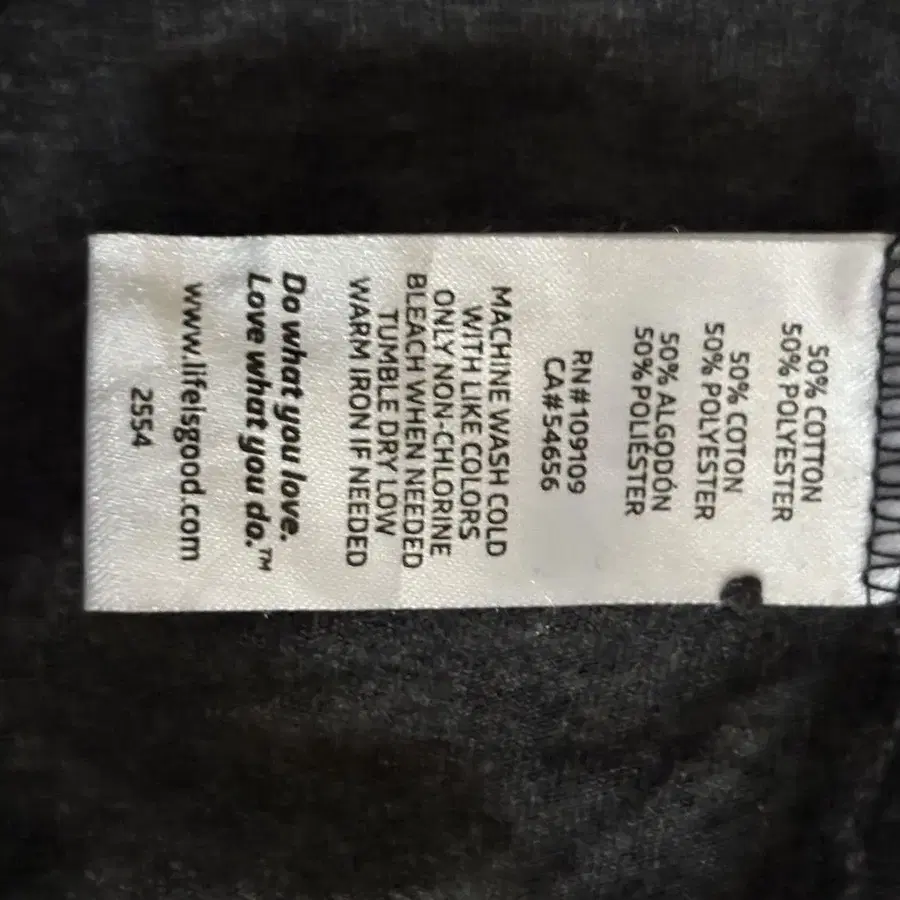 50% COTTON
50% POLYESTER
50% COTON
50% POLYESTER
50% ALGODÓN
50% POLIÉSTER
RN#109109
CA#54656
MACHINE WASH COLD
WITH LIKE COLORS
ONLY NON-CHLORINE
BLEACH WHEN NEEDED
TUMBLE DRY LOW
WARM IRON IF NEEDED
Do what you love.
Love what you do.™
www.lifeisgood.com
2554